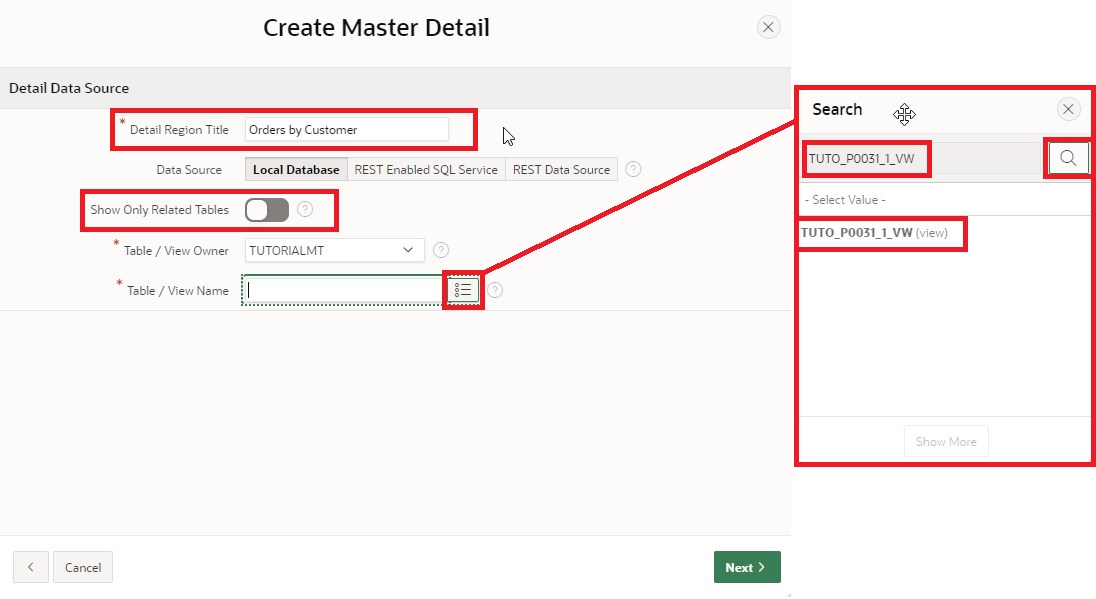 Create Master Detail
Detail Data Source
* Detail Region Title Orders by Customer
Data Source Local Database REST Enabled SQL Service REST Data Source ?
Show Only Related Tables ?
* Table / View Owner TUTORIALMT ?
* Table / View Name ?
Cancel
Next
Search
TUTO_P0031_1_VW
- Select Value -
TUTO_P0031_1_VW (view)
Show More